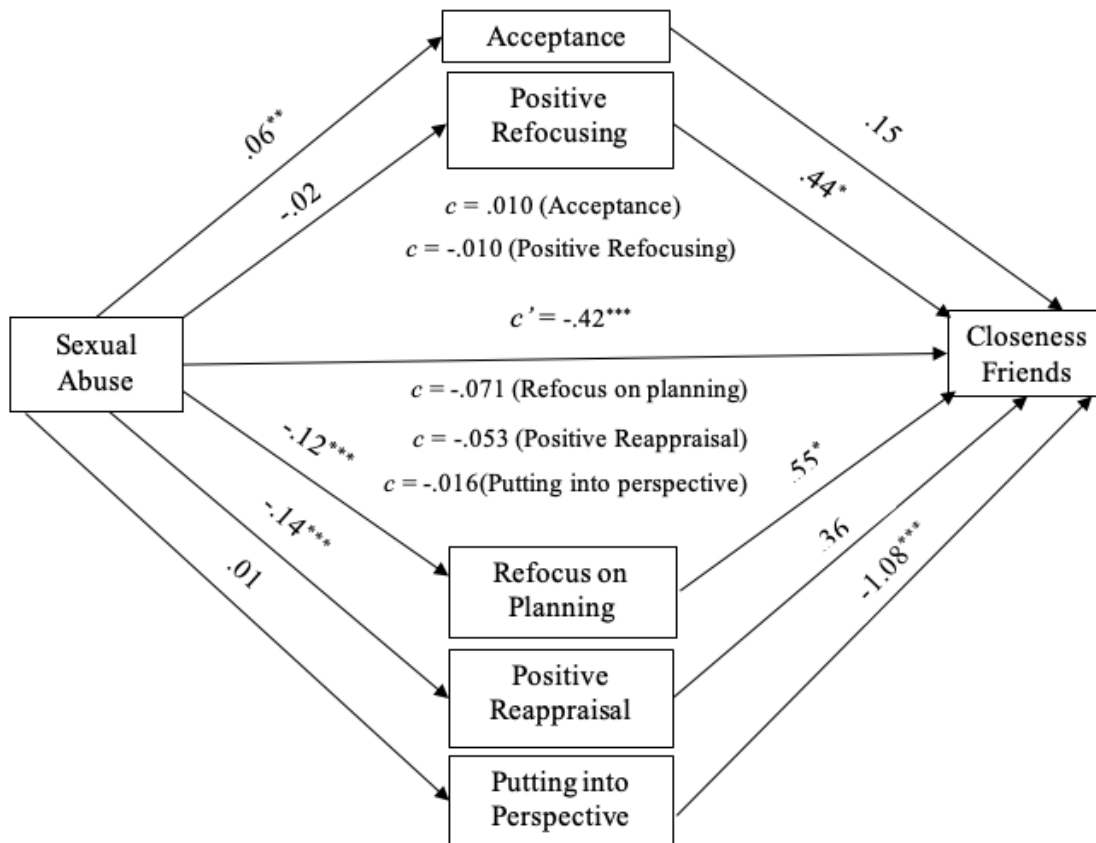 Acceptance
Positive
Refocusing
.06**
-.02
.15
.44*
c = .010 (Acceptance)
c = -.010 (Positive Refocusing)
c’ = -.42***
Sexual
Abuse
Closeness
Friends
c = -.071 (Refocus on planning)
c = -.053 (Positive Reappraisal)
c = -.016(Putting into perspective)
-.12***
-.14***
.01
.55*
.36
-1.08***
Refocus on
Planning
Positive
Reappraisal
Putting into
Perspective